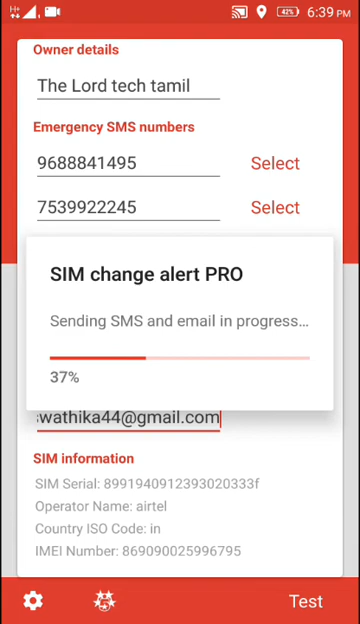 H+ 42% 6:39 PM
Owner details
The Lord tech tamil
Emergency SMS numbers
9688841495 Select
7539922245 Select
SIM change alert PRO
Sending SMS and email in progress…
37%
swathika44@gmail.com
SIM information
SIM Serial: 8991940912393020333f
Operator Name: airtel
Country ISO Code: in
IMEI Number: 869090025996795
Test